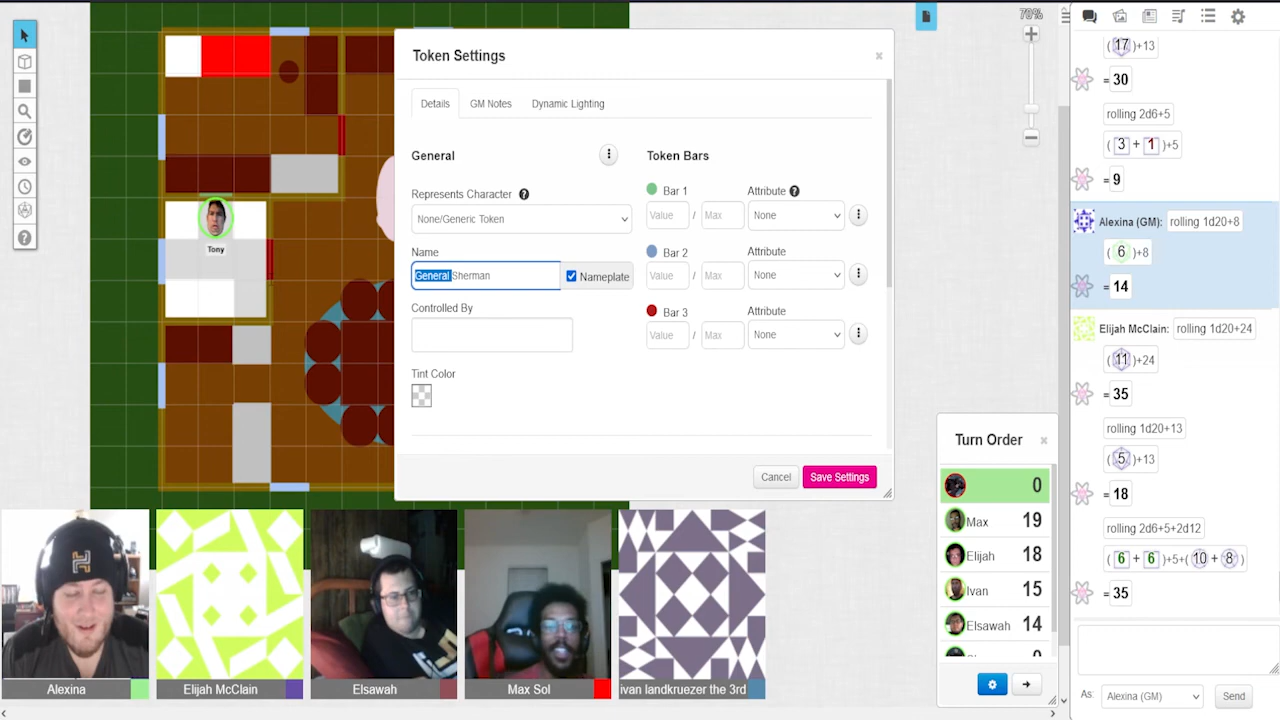 70%
Token Settings
×
Details
GM Notes
Dynamic Lighting
General
Represents Character
None/Generic Token
Name
General Sherman
Nameplate
Controlled By
Tint Color
Token Bars
Bar 1
Attribute
Value / Max
None
Bar 2
Attribute
Value / Max
None
Bar 3
Attribute
Value / Max
None
Cancel
Save Settings
Tony
Turn Order
×
0
Max 19
Elijah 18
Ivan 15
Elsawah 14
(17)+13
= 30
rolling 2d6+5
(3 + 1)+5
= 9
Alexina (GM): rolling 1d20+8
(6)+8
= 14
Elijah McClain: rolling 1d20+24
(11)+24
= 35
rolling 1d20+13
(5)+13
= 18
rolling 2d6+5+2d12
(6 + 6)+5+(10 + 8)
= 35
As: Alexina (GM)
Send
Alexina
Elijah McClain
Elsawah
Max Sol
ivan landkruezer the 3rd